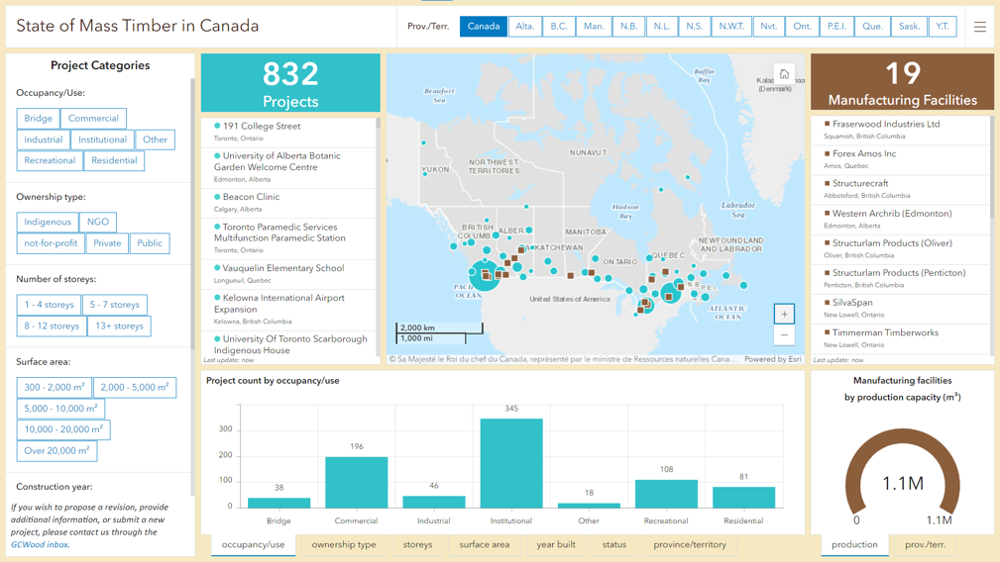 State of Mass Timber in Canada
Prov./Terr.
Canada
Alta.
B.C.
Man.
N.B.
N.L.
N.S.
N.W.T.
Nvt.
Ont.
P.E.I.
Que.
Sask.
Y.T.
Project Categories
Occupancy/Use:
Bridge
Commercial
Industrial
Institutional
Other
Recreational
Residential
Ownership type:
Indigenous
NGO
not-for-profit
Private
Public
Number of storeys:
1 - 4 storeys
5 - 7 storeys
8 - 12 storeys
13+ storeys
Surface area:
300 - 2,000 m²
2,000 - 5,000 m²
5,000 - 10,000 m²
10,000 - 20,000 m²
Over 20,000 m²
Construction year:
If you wish to propose a revision, provide
additional information, or submit a new
project, please contact us through the
GCWood inbox.
832
Projects
191 College Street
Toronto, Ontario
University of Alberta Botanic
Garden Welcome Centre
Edmonton, Alberta
Beacon Clinic
Calgary, Alberta
Toronto Paramedic Services
Multifunction Paramedic Station
Toronto, Ontario
Vauquelin Elementary School
Longueuil, Quebec
Kelowna International Airport
Expansion
Kelowna, British Columbia
University Of Toronto Scarborough
Indigenous House
Last update: now
Beaufort
Sea
Baffin
Bay
(Denmark)
YUKON
NORTHWEST
TERRITORIES
NUNAVUT
Hudson
Bay
Labrador
Sea
BRITISH
COLUMB
ALBER
KATCHEWAN
MANITOBA
ONTARIO
QUEBEC
NEWFOUNDLAND
AND LABRADOR
N.B.
P.E.I.
PACI
OCEAN
United States of America
ATLANTIC
OCEAN
2,000 km
1,000 mi
+
−
© Sa Majesté le Roi du chef du Canada, représenté par le ministre de Ressources naturelles Cana...
Powered by Esri
19
Manufacturing Facilities
Fraserwood Industries Ltd
Squamish, British Columbia
Forex Amos Inc
Amos, Quebec
Structurecraft
Abbotsford, British Columbia
Western Archrib (Edmonton)
Edmonton, Alberta
Structurlam Products (Oliver)
Oliver, British Columbia
Structurlam Products (Penticton)
Penticton, British Columbia
SilvaSpan
New Lowell, Ontario
Timmerman Timberworks
New Lowell, Ontario
Last update: now
Project count by occupancy/use
300
200
100
0
38
196
46
345
18
108
81
Bridge
Commercial
Industrial
Institutional
Other
Recreational
Residential
occupancy/use
ownership type
storeys
surface area
year built
status
province/territory
Manufacturing facilities
by production capacity (m³)
1.1M
0
1.1M
production
prov./terr.